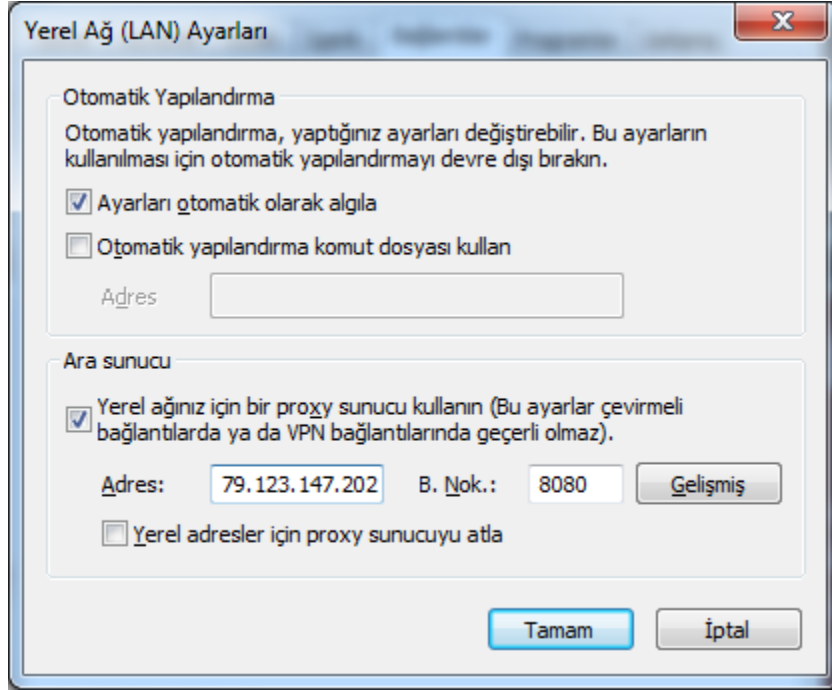 Yerel Ağ (LAN) Ayarları
Otomatik Yapılandırma
Otomatik yapılandırma, yaptığınız ayarları değiştirebilir. Bu ayarların
kullanılması için otomatik yapılandırmayı devre dışı bırakın.
Ayarları otomatik olarak algıla
Otomatik yapılandırma komut dosyası kullan
Adres
Ara sunucu
Yerel ağınız için bir proxy sunucu kullanın (Bu ayarlar çevirmeli
bağlantılarda ya da VPN bağlantılarında geçerli olmaz).
Adres: 79.123.147.202 B. Nok.: 8080 Gelişmiş
Yerel adresler için proxy sunucuyu atla
Tamam İptal